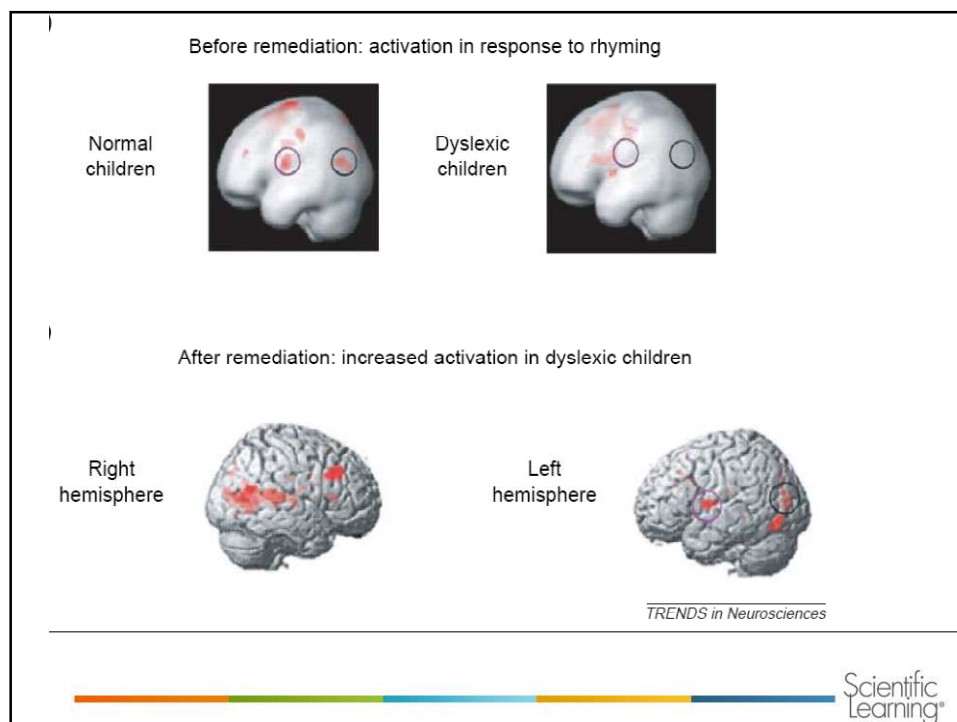 )
Before remediation: activation in response to rhyming
Normal
children
Dyslexic
children
)
After remediation: increased activation in dyslexic children
Right
hemisphere
Left
hemisphere
TRENDS in Neurosciences
Scientific
Learning®